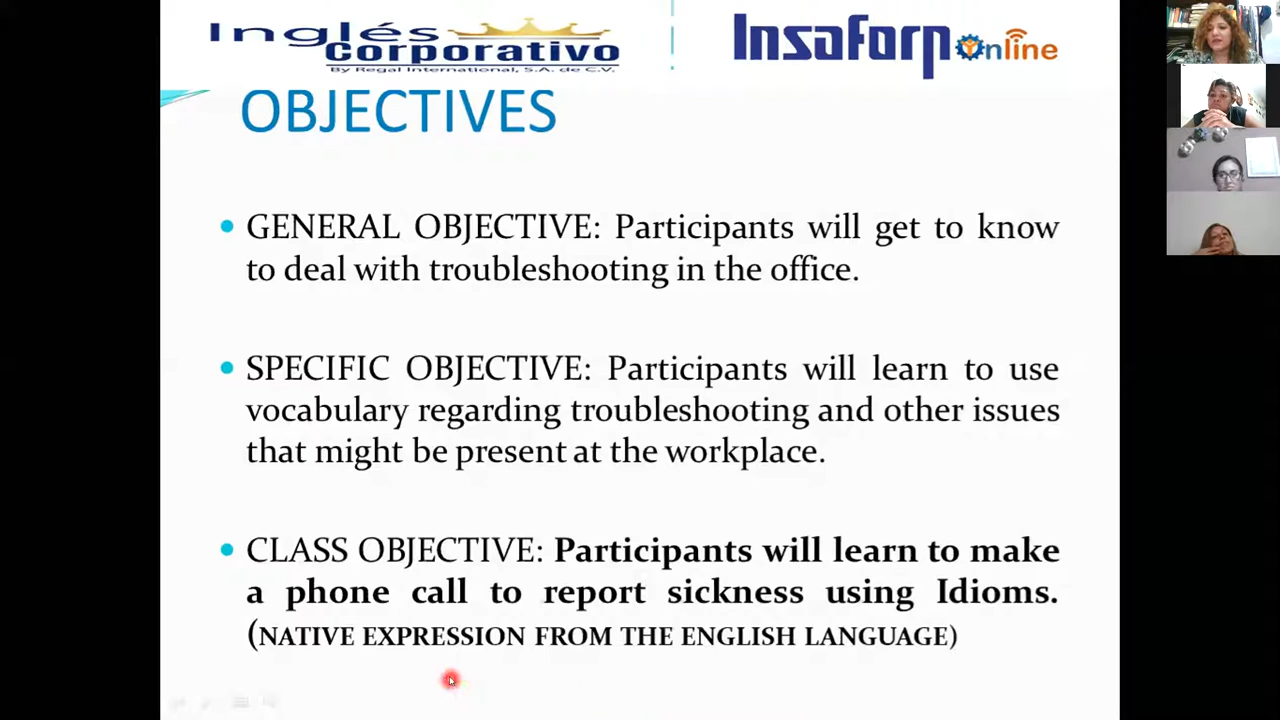 Inglés
Corporativo
By Regal International, S.A. de C.V.
Insaforp Online
OBJECTIVES
• GENERAL OBJECTIVE: Participants will get to know
to deal with troubleshooting in the office.
• SPECIFIC OBJECTIVE: Participants will learn to use
vocabulary regarding troubleshooting and other issues
that might be present at the workplace.
• CLASS OBJECTIVE: Participants will learn to make
a phone call to report sickness using Idioms.
(NATIVE EXPRESSION FROM THE ENGLISH LANGUAGE)